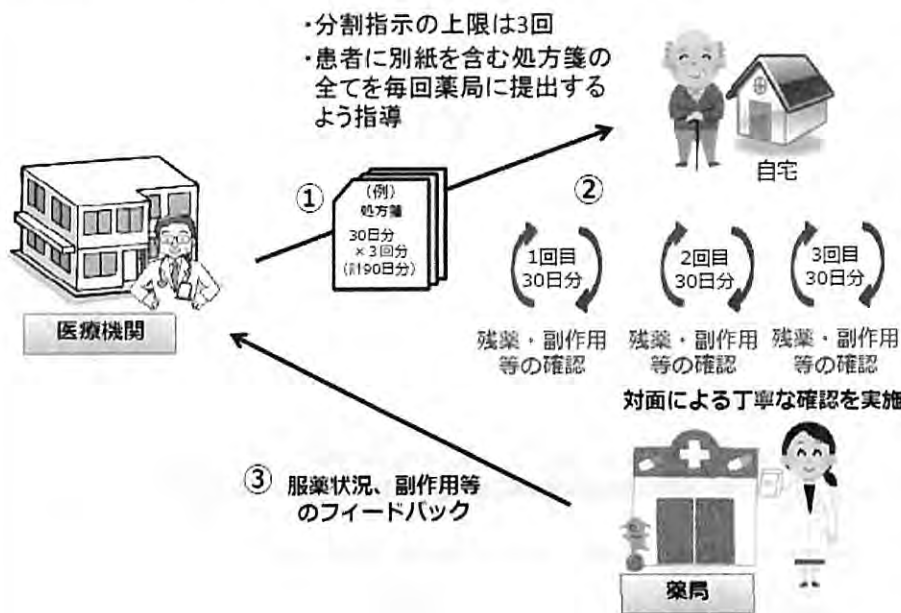 ・分割指示の上限は3回
・患者に別紙を含む処方箋の
全てを毎回薬局に提出する
よう指導
自宅
①
(例)
処方箋
30日分
×3回分
(計90日分)
②
1回目
30日分
2回目
30日分
3回目
30日分
医療機関
残薬・副作用
等の確認
残薬・副作用
等の確認
残薬・副作用
等の確認
対面による丁寧な確認を実施
③ 服薬状況、副作用等
のフィードバック
薬局